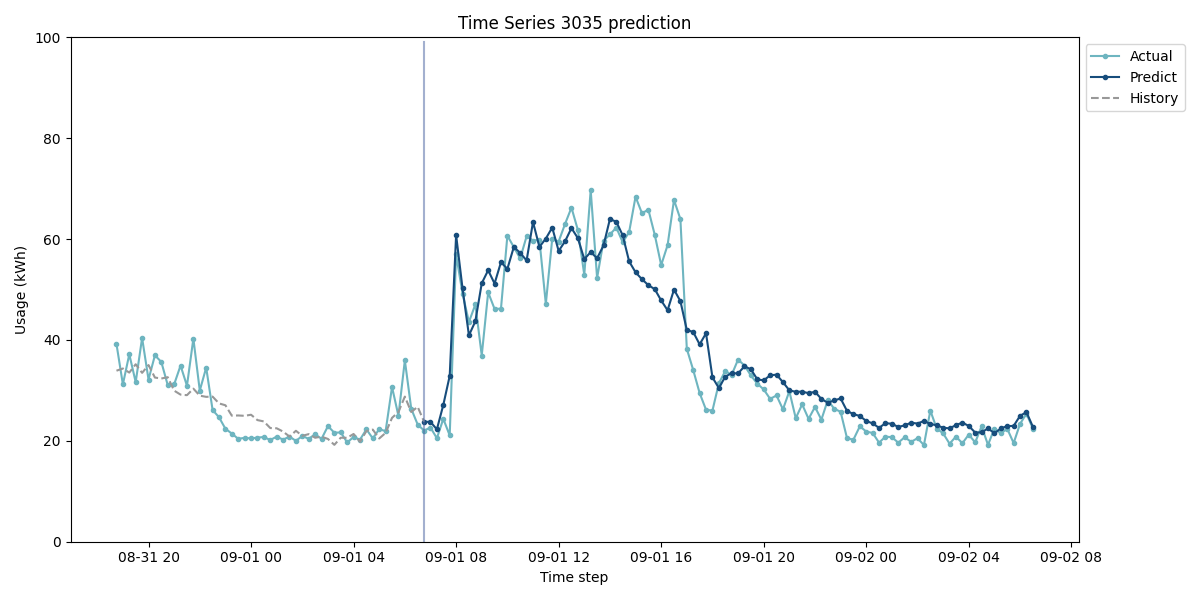 Time Series 3035 prediction
100
80
60
40
20
0
Usage (kWh)
08-31 20
09-01 00
09-01 04
09-01 08
09-01 12
09-01 16
09-01 20
09-02 00
09-02 04
09-02 08
Time step
Actual
Predict
History